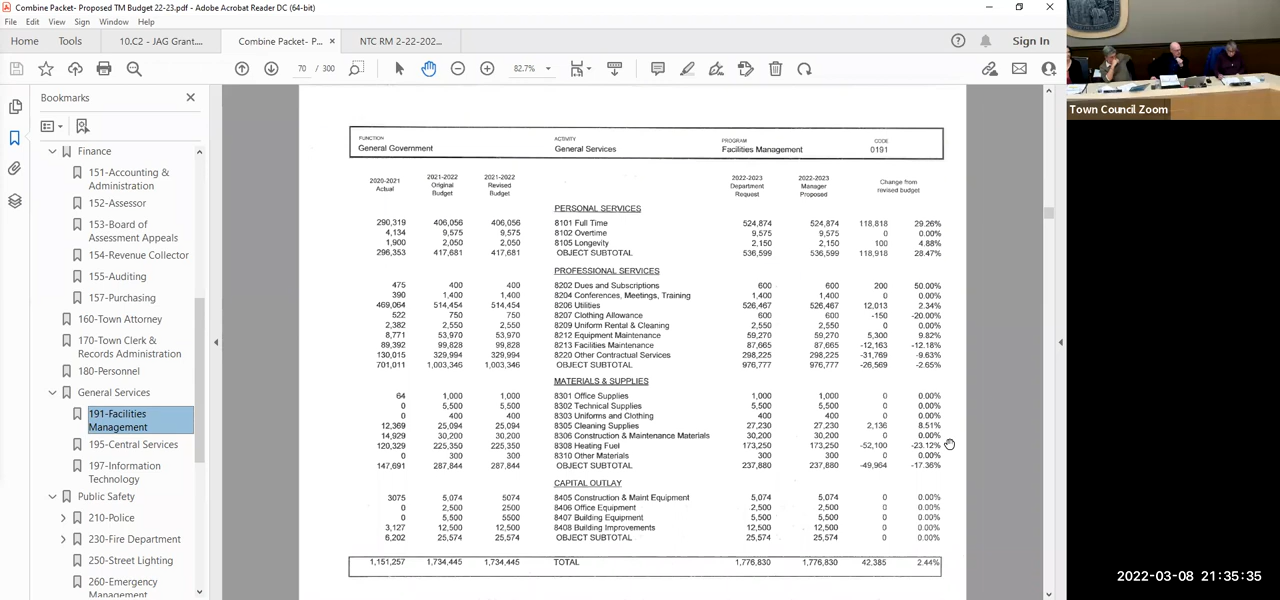 Combine Packet- Proposed TM Budget 22-23.pdf - Adobe Acrobat Reader DC (64-bit)
File Edit View Sign Window Help
Home Tools 10.C2 - JAG Grant... Combine Packet- P... × NTC RM 2-22-202... Sign In
70 / 300 82.7%
Bookmarks
Finance
151-Accounting &
Administration
152-Assessor
153-Board of
Assessment Appeals
154-Revenue Collector
155-Auditing
157-Purchasing
160-Town Attorney
170-Town Clerk &
Records Administration
180-Personnel
General Services
191-Facilities
Management
195-Central Services
197-Information
Technology
Public Safety
210-Police
230-Fire Department
250-Street Lighting
260-Emergency
Management
FUNCTION ACTIVITY PROGRAM CODE
General Government General Services Facilities Management 0191
2020-2021 2021-2022 2021-2022 2022-2023 2022-2023 Change from
Actual Original Revised Department Manager revised budget
Budget Budget Request Proposed
PERSONAL SERVICES
290,319 406,056 406,056 8101 Full Time 524,874 524,874 118,818 29.26%
4,134 9,575 9,575 8102 Overtime 9,575 9,575 0 0.00%
1,900 2,050 2,050 8105 Longevity 2,150 2,150 100 4.88%
296,353 417,681 417,681 OBJECT SUBTOTAL 536,599 536,599 118,918 28.47%
PROFESSIONAL SERVICES
475 400 400 8202 Dues and Subscriptions 600 600 200 50.00%
390 1,400 1,400 8204 Conferences, Meetings, Training 1,400 1,400 0 0.00%
469,064 514,454 514,454 8206 Utilities 526,467 526,467 12,013 2.34%
522 750 750 8207 Clothing Allowance 600 600 -150 -20.00%
2,382 2,550 2,550 8209 Uniform Rental & Cleaning 2,550 2,550 0 0.00%
8,771 53,970 53,970 8212 Equipment Maintenance 59,270 59,270 5,300 9.82%
89,392 99,828 99,828 8213 Facilities Maintenance 87,665 87,665 -12,163 -12.18%
130,015 329,994 329,994 8220 Other Contractual Services 298,225 298,225 -31,769 -9.63%
701,011 1,003,346 1,003,346 OBJECT SUBTOTAL 976,777 976,777 -26,569 -2.65%
MATERIALS & SUPPLIES
64 1,000 1,000 8301 Office Supplies 1,000 1,000 0 0.00%
0 5,500 5,500 8302 Technical Supplies 5,500 5,500 0 0.00%
0 400 400 8303 Uniforms and Clothing 400 400 0 0.00%
12,369 25,094 25,094 8305 Cleaning Supplies 27,230 27,230 2,136 8.51%
14,929 30,200 30,200 8306 Construction & Maintenance Materials 30,200 30,200 0 0.00%
120,329 225,350 225,350 8308 Heating Fuel 173,250 173,250 -52,100 -23.12%
0 300 300 8310 Other Materials 300 300 0 0.00%
147,691 287,844 287,844 OBJECT SUBTOTAL 237,880 237,880 -49,964 -17.36%
CAPITAL OUTLAY
3075 5,074 5074 8405 Construction & Maint Equipment 5,074 5,074 0 0.00%
0 2,500 2500 8406 Office Equipment 2,500 2,500 0 0.00%
0 5,500 5500 8407 Building Equipment 5,500 5,500 0 0.00%
3,127 12,500 12,500 8408 Building Improvements 12,500 12,500 0 0.00%
6,202 25,574 25,574 OBJECT SUBTOTAL 25,574 25,574 0 0.00%
1,151,257 1,734,445 1,734,445 TOTAL 1,776,830 1,776,830 42,385 2.44%
Town Council Zoom
2022-03-08 21:35:35